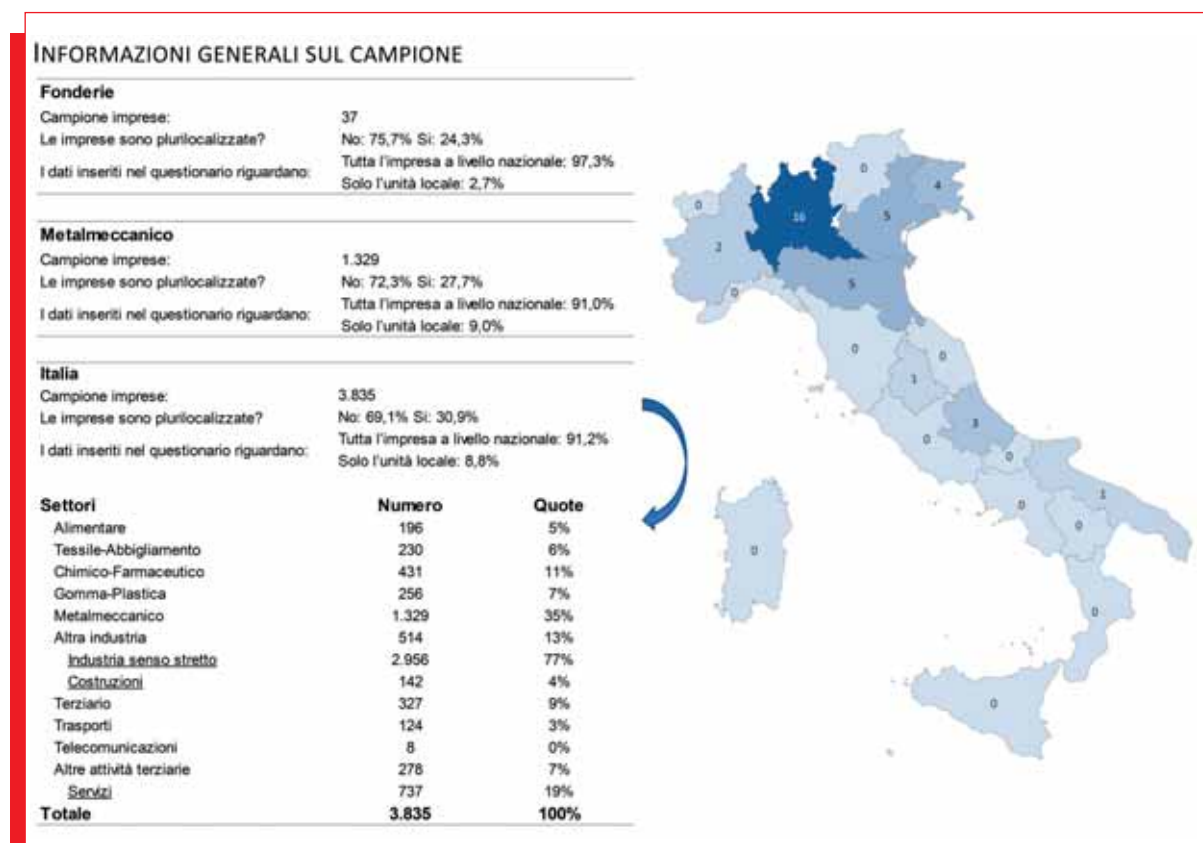 INFORMAZIONI GENERALI SUL CAMPIONE
Fonderie
Campione imprese: 37
Le imprese sono plurilocalizzate? No: 75,7% Si: 24,3%
I dati inseriti nel questionario riguardano: Tutta l'impresa a livello nazionale: 97,3%
Solo l'unità locale: 2,7%
Metalmeccanico
Campione imprese: 1.329
Le imprese sono plurilocalizzate? No: 72,3% Si: 27,7%
I dati inseriti nel questionario riguardano: Tutta l'impresa a livello nazionale: 91,0%
Solo l'unità locale: 9,0%
Italia
Campione imprese: 3.835
Le imprese sono plurilocalizzate? No: 69,1% Si: 30,9%
I dati inseriti nel questionario riguardano: Tutta l'impresa a livello nazionale: 91,2%
Solo l'unità locale: 8,8%
Settori Numero Quote
Alimentare 196 5%
Tessile-Abbigliamento 230 6%
Chimico-Farmaceutico 431 11%
Gomma-Plastica 256 7%
Metalmeccanico 1.329 35%
Altra industria 514 13%
Industria senso stretto 2.956 77%
Costruzioni 142 4%
Terziario 327 9%
Trasporti 124 3%
Telecomunicazioni 8 0%
Altre attività terziarie 278 7%
Servizi 737 19%
Totale 3.835 100%
0
4
0
16
5
2
5
0
0
0
1
3
0
0
1
0
0
0
0
0